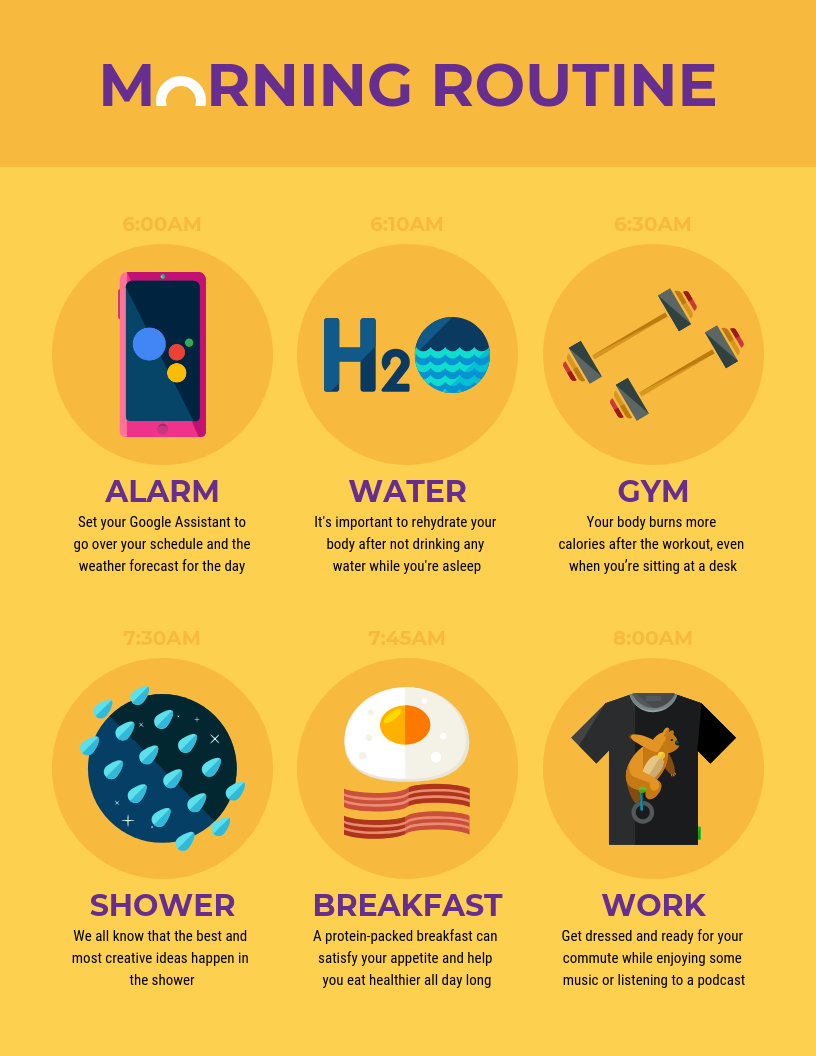 MORNING ROUTINE
6:00AM
6:10AM
6:30AM
H2O
ALARM
Set your Google Assistant to
go over your schedule and the
weather forecast for the day
WATER
It's important to rehydrate your
body after not drinking any
water while you're asleep
GYM
Your body burns more
calories after the workout, even
when you’re sitting at a desk
7:30AM
7:45AM
8:00AM
SHOWER
We all know that the best and
most creative ideas happen in
the shower
BREAKFAST
A protein-packed breakfast can
satisfy your appetite and help
you eat healthier all day long
WORK
Get dressed and ready for your
commute while enjoying some
music or listening to a podcast